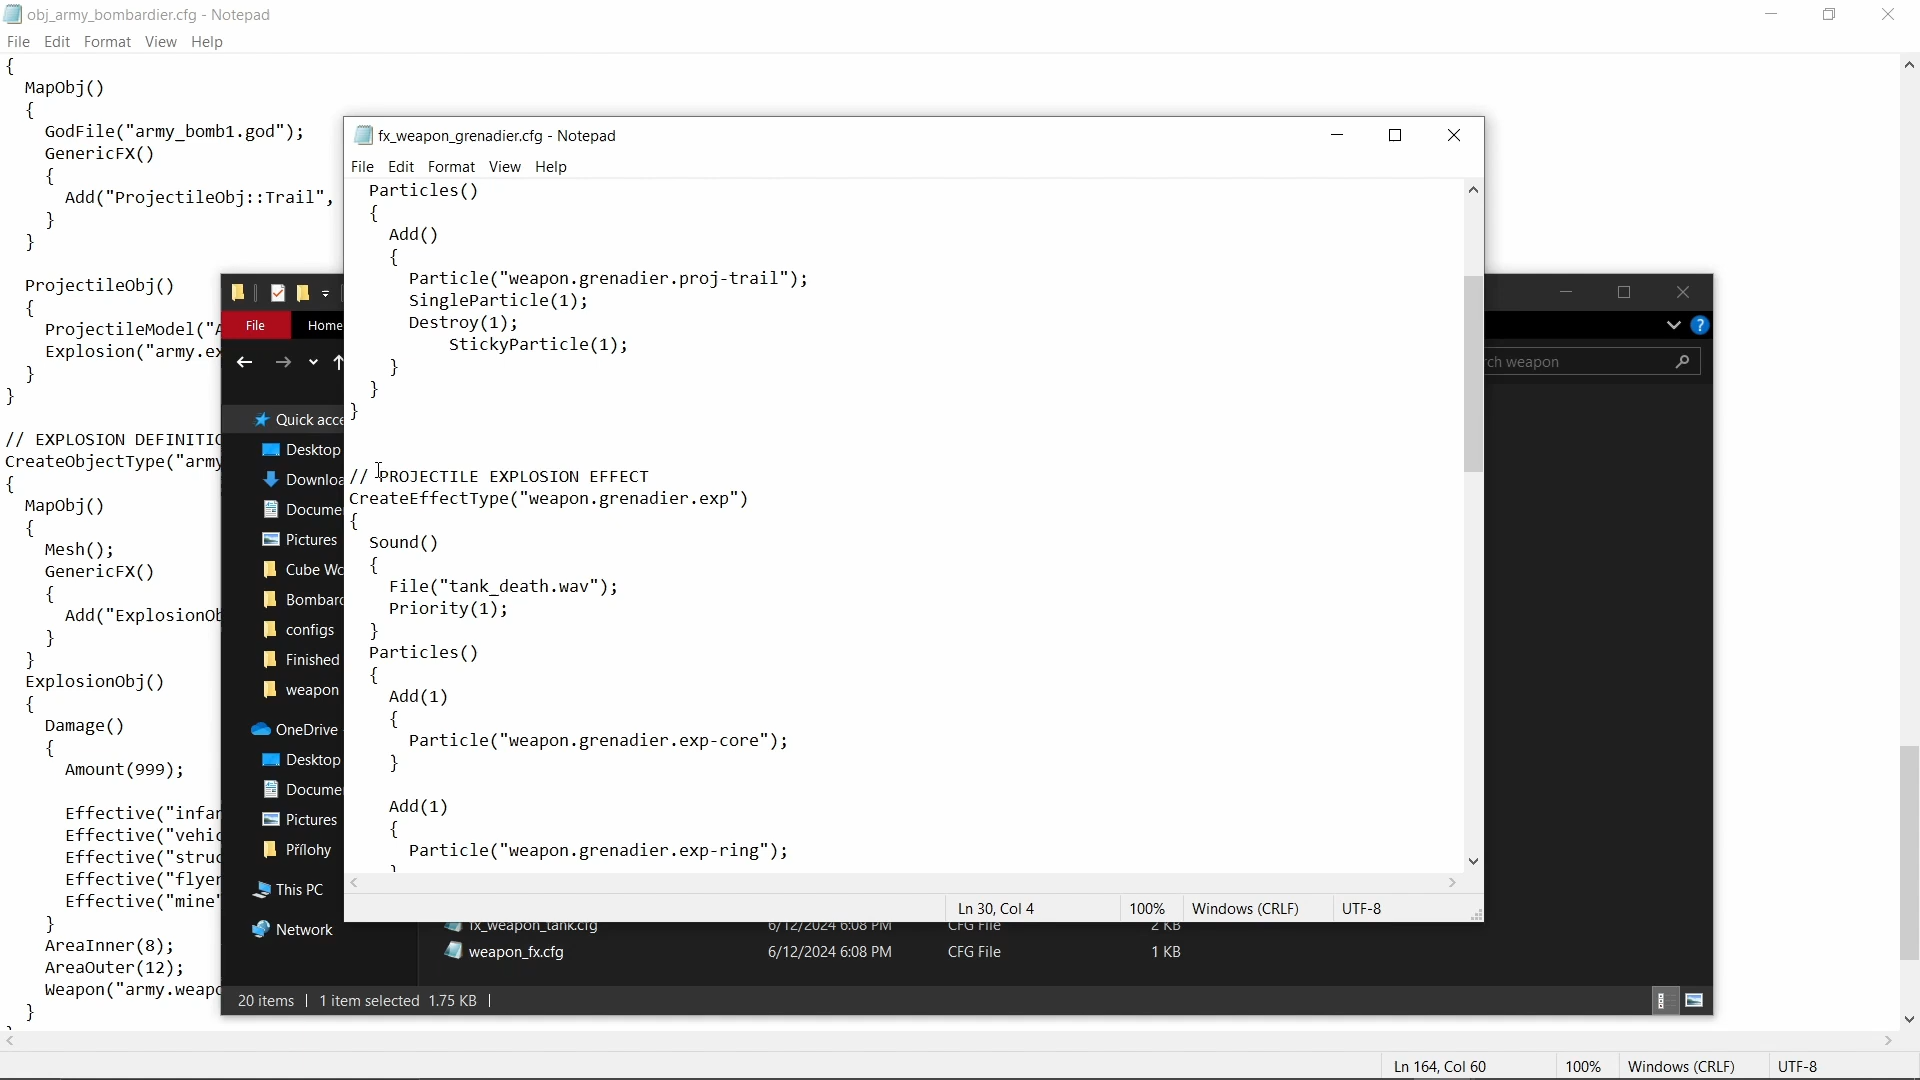 obj_army_bombardier.cfg - Notepad
File Edit Format View Help
{
MapObj()
{
GodFile("army_bomb1.god");
GenericFX()
{
Add("ProjectileObj::Trail",
}
}
ProjectileObj()
{
ProjectileModel("A
Explosion("army.ex
}
}
// EXPLOSION DEFINITIO
CreateObjectType("army
{
MapObj()
{
Mesh();
GenericFX()
{
Add("ExplosionOb
}
}
ExplosionObj()
{
Damage()
{
Amount(999);
Effective("infan
Effective("vehic
Effective("struc
Effective("flyer
Effective("mine"
}
AreaInner(8);
AreaOuter(12);
Weapon("army.weapo
}
Ln 164, Col 60
100%
Windows (CRLF)
UTF-8
fx_weapon_grenadier.cfg - Notepad
File Edit Format View Help
Particles()
{
Add()
{
Particle("weapon.grenadier.proj-trail");
SingleParticle(1);
Destroy(1);
StickyParticle(1);
}
}
}
// PROJECTILE EXPLOSION EFFECT
CreateEffectType("weapon.grenadier.exp")
{
Sound()
{
File("tank_death.wav");
Priority(1);
}
Particles()
{
Add(1)
{
Particle("weapon.grenadier.exp-core");
}
Add(1)
{
Particle("weapon.grenadier.exp-ring");
Ln 30, Col 4
100%
Windows (CRLF)
UTF-8
File
Home
rch weapon
?
Quick acce
Desktop
Downloa
Docume
Pictures
Cube Wo
Bombard
configs
Finished
weapon
OneDrive
Desktop
Docume
Pictures
Přílohy
This PC
Network
fx_weapon_tank.cfg 6/12/2024 6:08 PM CFG File 2 KB
weapon_fx.cfg 6/12/2024 6:08 PM CFG File 1 KB
20 items 1 item selected 1.75 KB